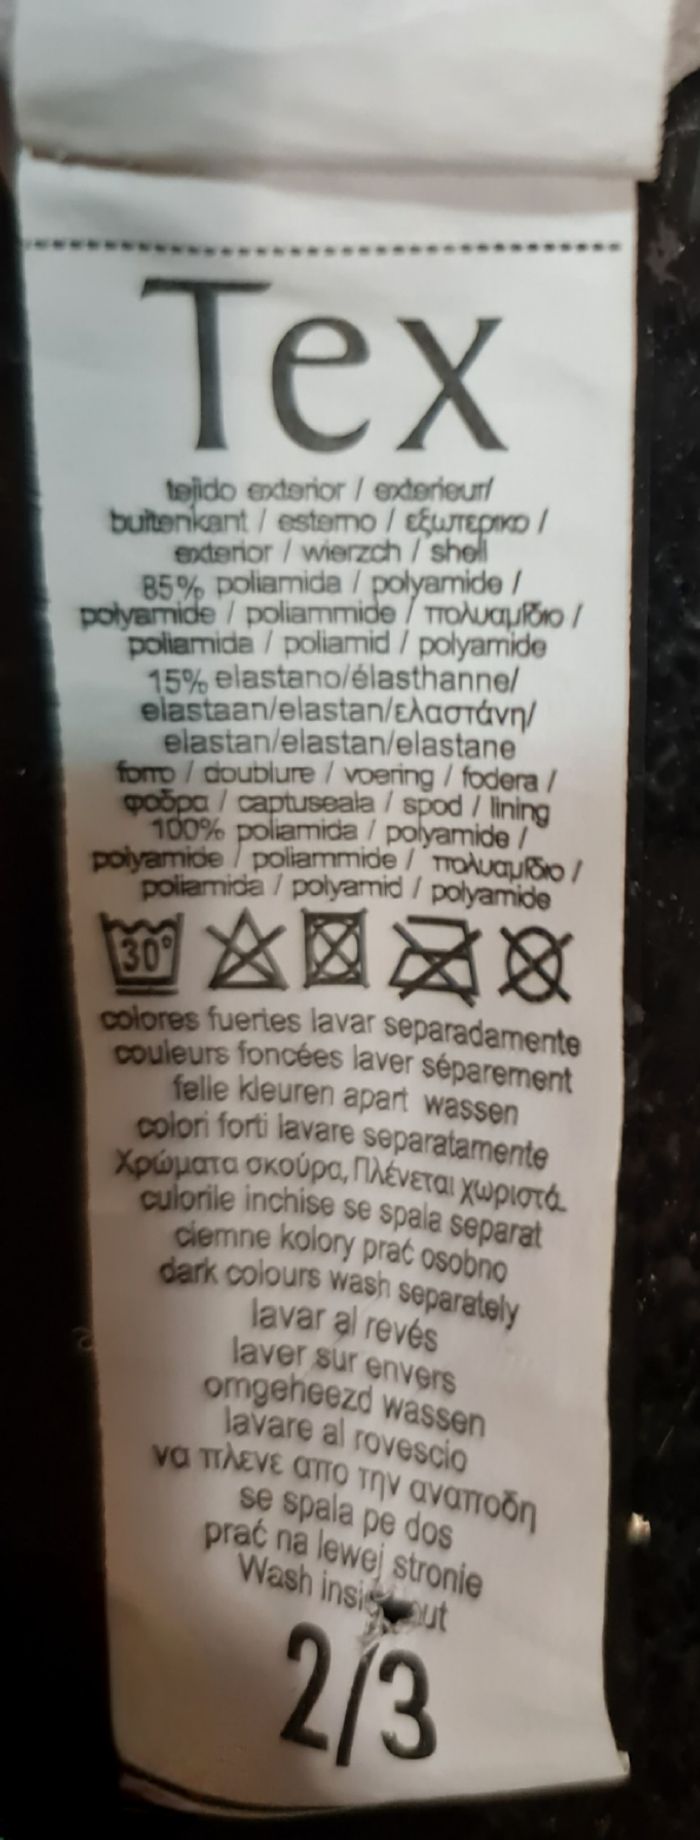 Tex
tejido exterior / exterieur/
buitenkant / esterno / εξωτερικο /
exterior / wierzch / shell
85% poliamida / polyamide /
polyamide / poliammide / πολυαμίδιο /
poliamida / poliamid / polyamide
15% elastano/élasthanne/
elastaan/elastan/ελαστάνη/
elastan/elastan/elastane
forro / doublure / voering / fodera /
φοδρα / captuseala / spod / lining
100% poliamida / polyamide /
polyamide / poliammide / πολυαμίδιο /
poliamida / polyamid / polyamide
30°
colores fuertes lavar separadamente
couleurs foncées laver séparement
felle kleuren apart wassen
colori forti lavare separatamente
Χρώματα σκούρα, Πλένεται χωριστά.
culorile inchise se spala separat
ciemne kolory prać osobno
dark colours wash separately
lavar al revés
laver sur envers
omgeheezd wassen
lavare al rovescio
να πλενε απο την αναποδη
se spala pe dos
prać na lewej stronie
Wash
2/3